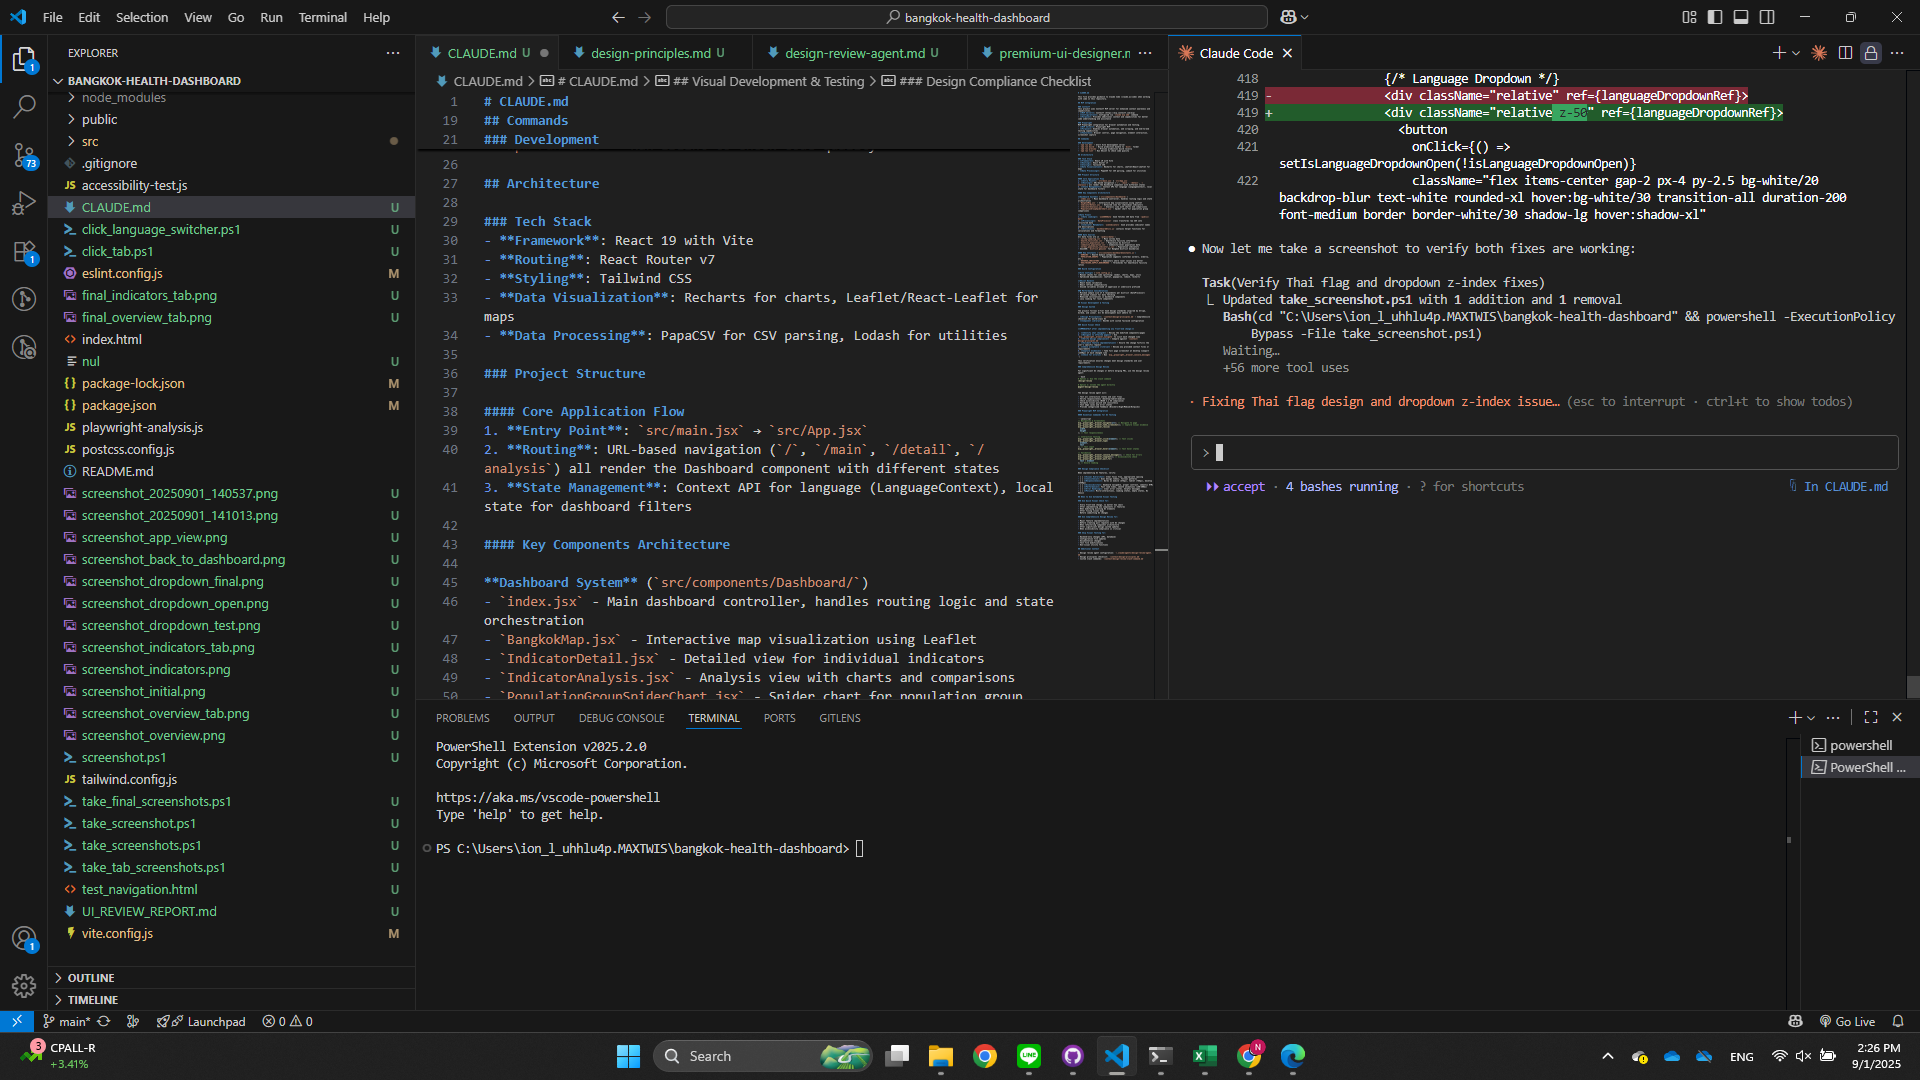 File Edit Selection View Go Run Terminal Help
bangkok-health-dashboard
EXPLORER
BANGKOK-HEALTH-DASHBOARD
node_modules
public
src
.gitignore
JS accessibility-test.js
CLAUDE.md U
click_language_switcher.ps1 U
click_tab.ps1 U
eslint.config.js M
final_indicators_tab.png U
final_overview_tab.png U
index.html
nul U
{} package-lock.json M
{} package.json M
JS playwright-analysis.js
JS postcss.config.js
README.md
screenshot_20250901_140537.png U
screenshot_20250901_141013.png U
screenshot_app_view.png U
screenshot_back_to_dashboard.png U
screenshot_dropdown_final.png U
screenshot_dropdown_open.png U
screenshot_dropdown_test.png U
screenshot_indicators_tab.png U
screenshot_indicators.png U
screenshot_initial.png U
screenshot_overview_tab.png U
screenshot_overview.png U
screenshot.ps1 U
JS tailwind.config.js
take_final_screenshots.ps1 U
take_screenshot.ps1 U
take_screenshots.ps1 U
take_tab_screenshots.ps1 U
test_navigation.html U
UI_REVIEW_REPORT.md U
vite.config.js M
OUTLINE
TIMELINE
1
73
1
1
CLAUDE.md U
design-principles.md U
design-review-agent.md U
premium-ui-designer.m
CLAUDE.md > # CLAUDE.md > ## Visual Development & Testing > ### Design Compliance Checklist
1 # CLAUDE.md
19 ## Commands
21 ### Development
26
27 ## Architecture
28
29 ### Tech Stack
30 - **Framework**: React 19 with Vite
31 - **Routing**: React Router v7
32 - **Styling**: Tailwind CSS
33 - **Data Visualization**: Recharts for charts, Leaflet/React-Leaflet for
maps
34 - **Data Processing**: PapaCSV for CSV parsing, Lodash for utilities
35
36 ### Project Structure
37
38 #### Core Application Flow
39 1. **Entry Point**: `src/main.jsx` → `src/App.jsx`
40 2. **Routing**: URL-based navigation (`/`, `/main`, `/detail`, `/
analysis`) all render the Dashboard component with different states
41 3. **State Management**: Context API for language (LanguageContext), local
state for dashboard filters
42
43 #### Key Components Architecture
44
45 **Dashboard System** (`src/components/Dashboard/`)
46 - `index.jsx` - Main dashboard controller, handles routing logic and state
orchestration
47 - `BangkokMap.jsx` - Interactive map visualization using Leaflet
48 - `IndicatorDetail.jsx` - Detailed view for individual indicators
49 - `IndicatorAnalysis.jsx` - Analysis view with charts and comparisons
50 - `PopulationGroupSpiderChart.jsx` - Spider chart for population group
Claude Code
418 {/* Language Dropdown */}
419 - <div className="relative" ref={languageDropdownRef}>
419 + <div className="relative z-50" ref={languageDropdownRef}>
420 <button
421 onClick={() =>
setIsLanguageDropdownOpen(!isLanguageDropdownOpen)}
422 className="flex items-center gap-2 px-4 py-2.5 bg-white/20
backdrop-blur text-white rounded-xl hover:bg-white/30 transition-all duration-200
font-medium border border-white/30 shadow-lg hover:shadow-xl"
● Now let me take a screenshot to verify both fixes are working:
Task(Verify Thai flag and dropdown z-index fixes)
⎿ Updated take_screenshot.ps1 with 1 addition and 1 removal
Bash(cd "C:\Users\ion_l_uhhlu4p.MAXTWIS\bangkok-health-dashboard" && powershell -ExecutionPolicy
Bypass -File take_screenshot.ps1)
Waiting…
+56 more tool uses
· Fixing Thai flag design and dropdown z-index issue… (esc to interrupt · ctrl+t to show todos)
>
⏵⏵ accept · 4 bashes running · ? for shortcuts
In CLAUDE.md
PROBLEMS OUTPUT DEBUG CONSOLE TERMINAL PORTS GITLENS
PowerShell Extension v2025.2.0
Copyright (c) Microsoft Corporation.
https://aka.ms/vscode-powershell
Type 'help' to get help.
PS C:\Users\ion_l_uhhlu4p.MAXTWIS\bangkok-health-dashboard>
powershell
PowerShell ...
main* Launchpad 0 0
Go Live
3
CPALL-R
+3.41%
Search
N
ENG
2:26 PM
9/1/2025